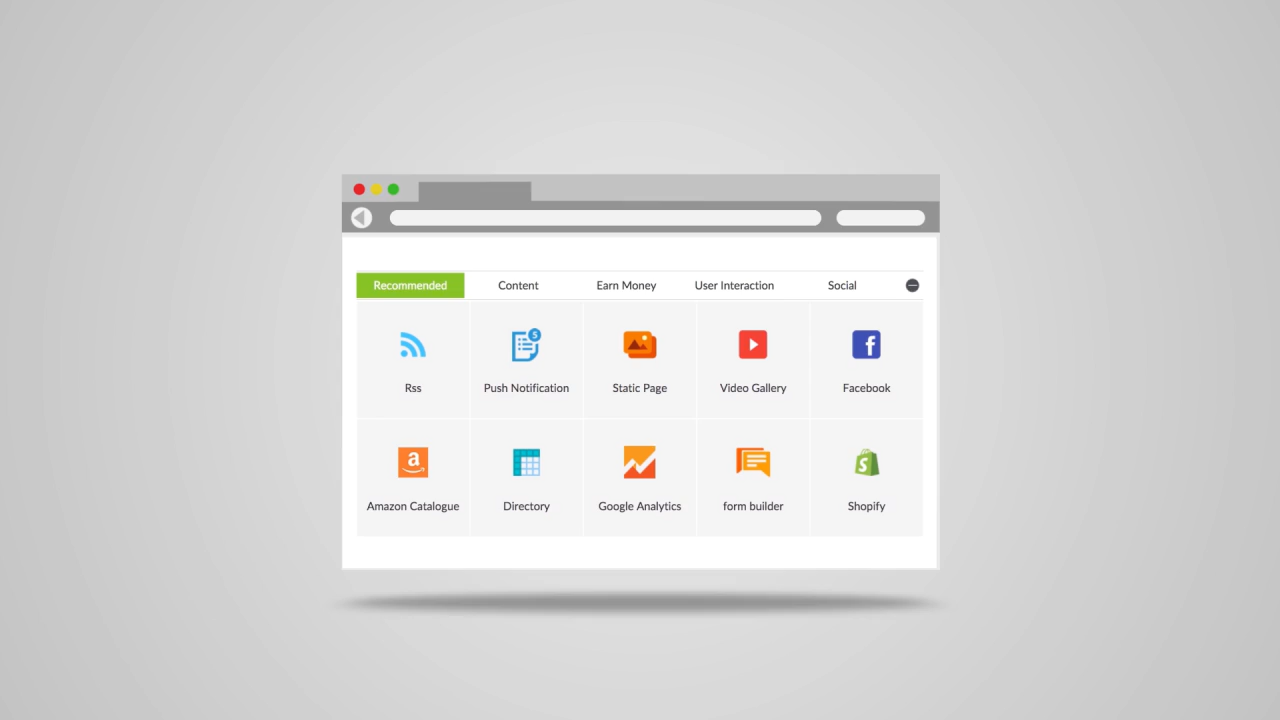 Recommended Content Earn Money User Interaction Social
5
Rss Push Notification Static Page Video Gallery Facebook
Amazon Catalogue Directory Google Analytics form builder Shopify